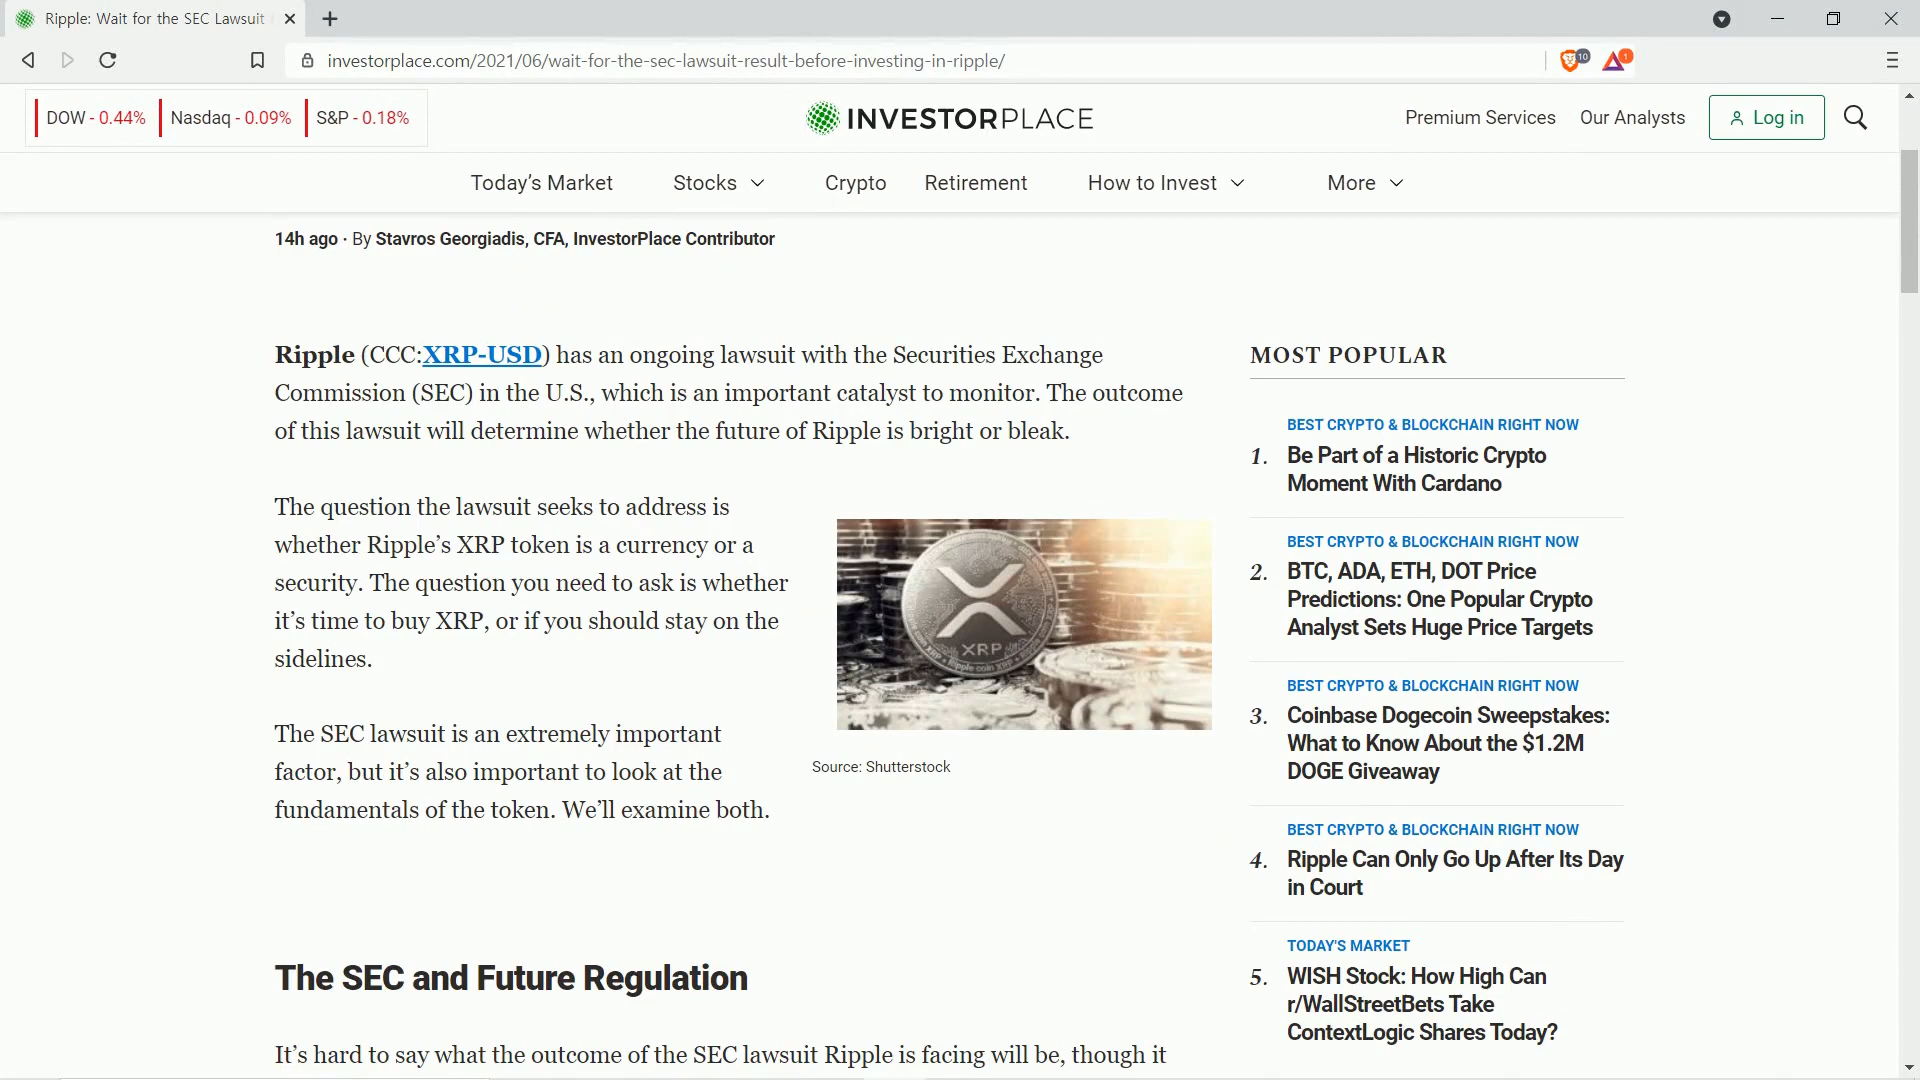 Ripple: Wait for the SEC Lawsuit
investorplace.com/2021/06/wait-for-the-sec-lawsuit-result-before-investing-in-ripple/
10
1
DOW - 0.44%
Nasdaq - 0.09%
S&P - 0.18%
INVESTORPLACE
Premium Services
Our Analysts
Log in
Today’s Market
Stocks
Crypto
Retirement
How to Invest
More
14h ago · By Stavros Georgiadis, CFA, InvestorPlace Contributor
Ripple (CCC:XRP-USD) has an ongoing lawsuit with the Securities Exchange
Commission (SEC) in the U.S., which is an important catalyst to monitor. The outcome
of this lawsuit will determine whether the future of Ripple is bright or bleak.
The question the lawsuit seeks to address is
whether Ripple’s XRP token is a currency or a
security. The question you need to ask is whether
it’s time to buy XRP, or if you should stay on the
sidelines.
XRP
Ripple coin XRP
Source: Shutterstock
The SEC lawsuit is an extremely important
factor, but it’s also important to look at the
fundamentals of the token. We’ll examine both.
The SEC and Future Regulation
It’s hard to say what the outcome of the SEC lawsuit Ripple is facing will be, though it
MOST POPULAR
BEST CRYPTO & BLOCKCHAIN RIGHT NOW
1. Be Part of a Historic Crypto
Moment With Cardano
BEST CRYPTO & BLOCKCHAIN RIGHT NOW
2. BTC, ADA, ETH, DOT Price
Predictions: One Popular Crypto
Analyst Sets Huge Price Targets
BEST CRYPTO & BLOCKCHAIN RIGHT NOW
3. Coinbase Dogecoin Sweepstakes:
What to Know About the $1.2M
DOGE Giveaway
BEST CRYPTO & BLOCKCHAIN RIGHT NOW
4. Ripple Can Only Go Up After Its Day
in Court
TODAY'S MARKET
5. WISH Stock: How High Can
r/WallStreetBets Take
ContextLogic Shares Today?